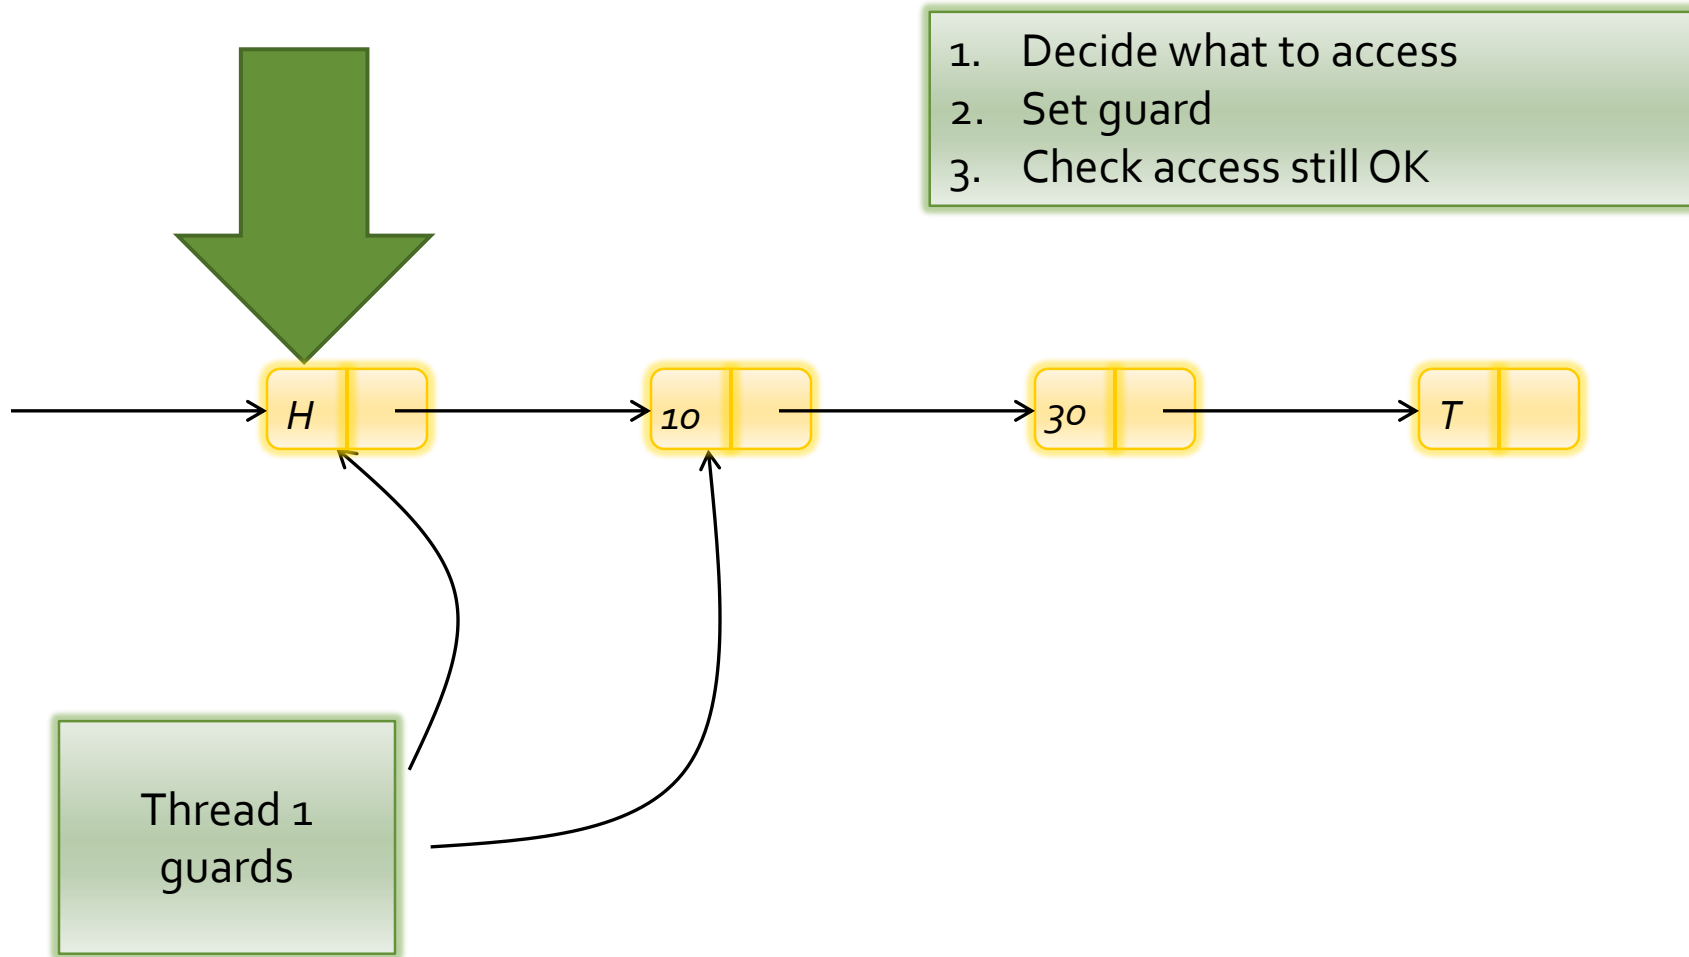 1. Decide what to access
2. Set guard
3. Check access still OK
H
10
30
T
Thread 1
guards